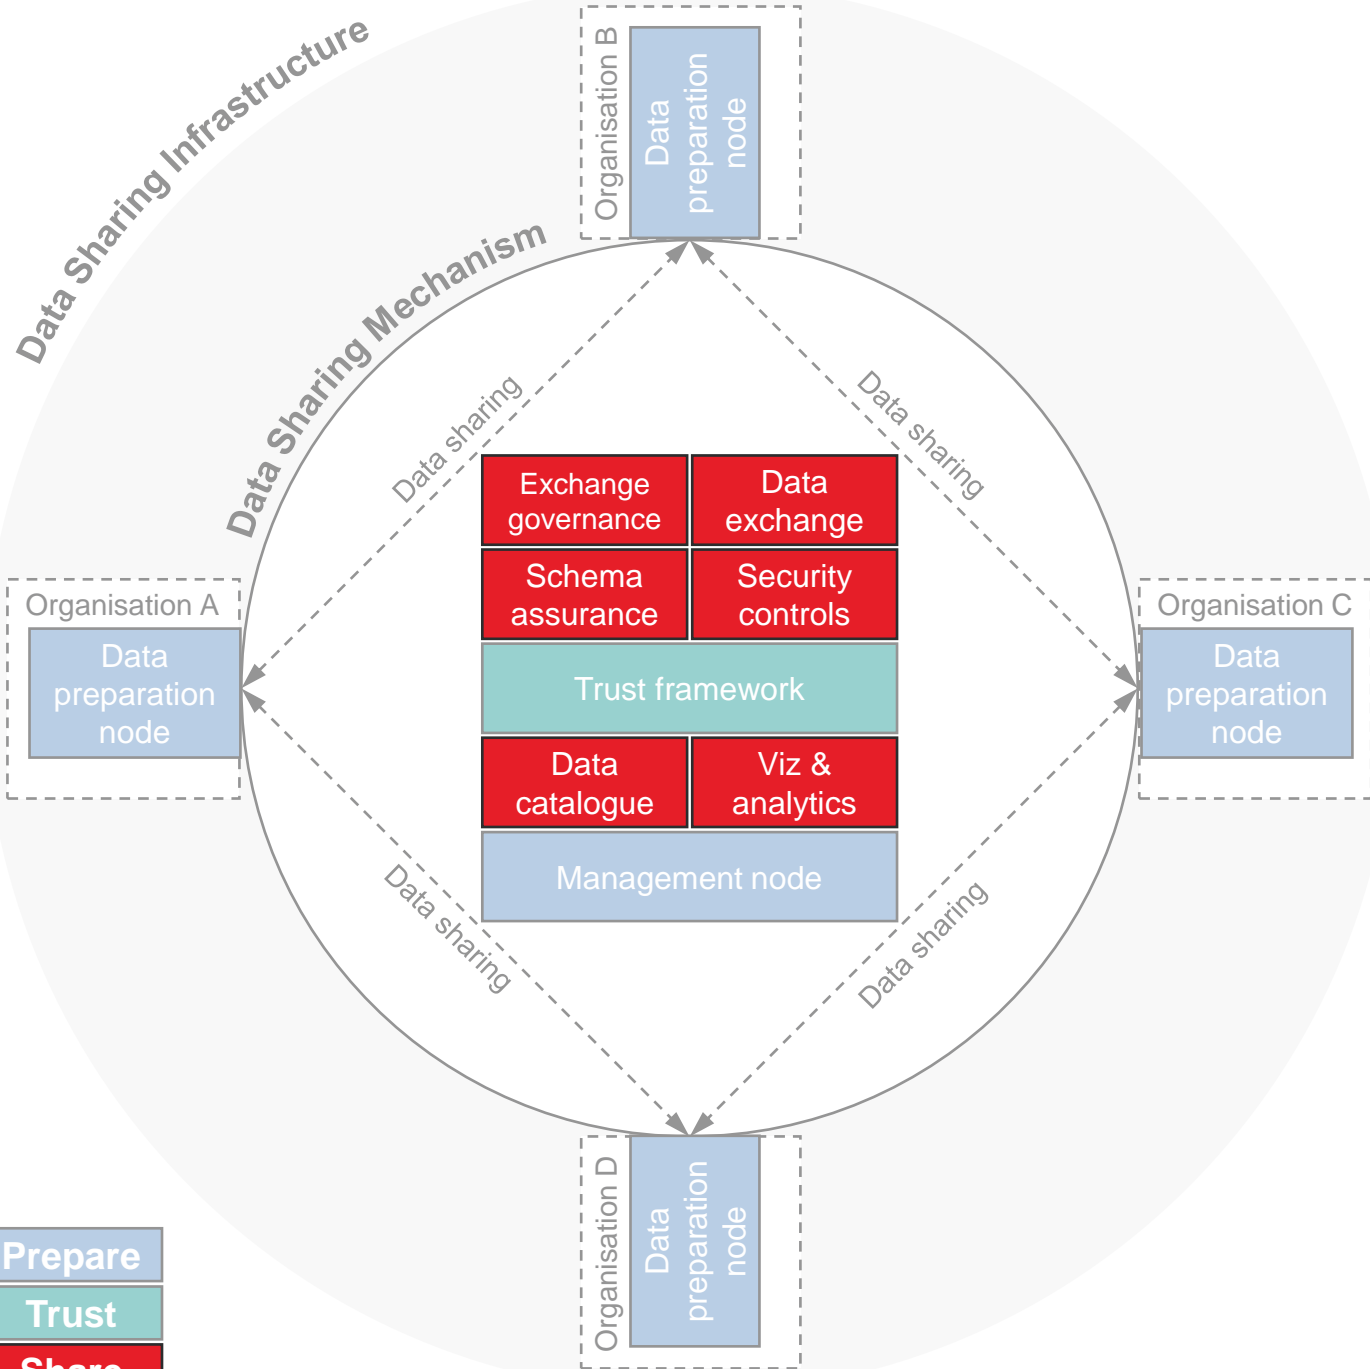 Data Sharing Infrastructure
Data Sharing Mechanism
Organisation B
Data
preparation
node
Data sharing
Data sharing
Exchange
governance
Data
exchange
Schema
assurance
Security
controls
Organisation A
Data
preparation
node
Trust framework
Organisation C
Data
preparation
node
Data
catalogue
Viz &
analytics
Management node
Data sharing
Data sharing
Organisation D
Data
preparation
node
Prepare
Trust
Share